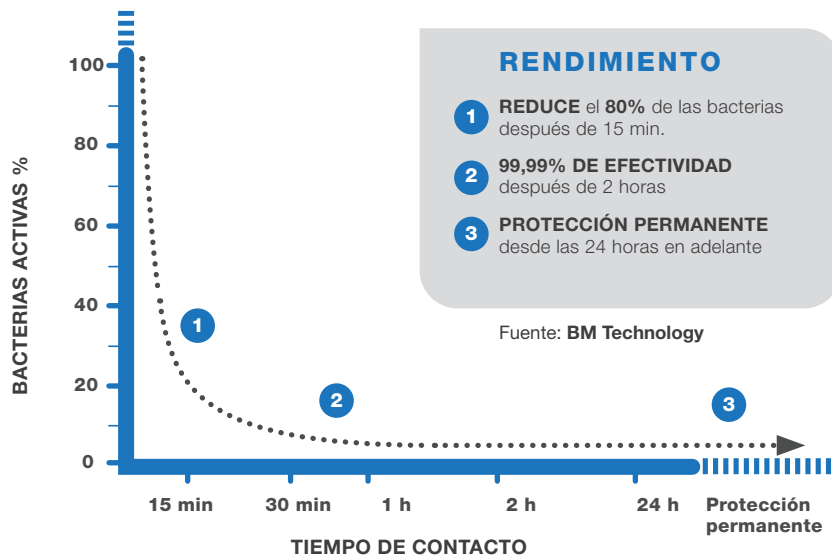 BACTERIAS ACTIVAS %
100
80
60
40
20
0
1
2
3
RENDIMIENTO
1 REDUCE el 80% de las bacterias
después de 15 min.
2 99,99% DE EFECTIVIDAD
después de 2 horas
3 PROTECCIÓN PERMANENTE
desde las 24 horas en adelante
Fuente: BM Technology
15 min 30 min 1 h 2 h 24 h Protección
permanente
TIEMPO DE CONTACTO